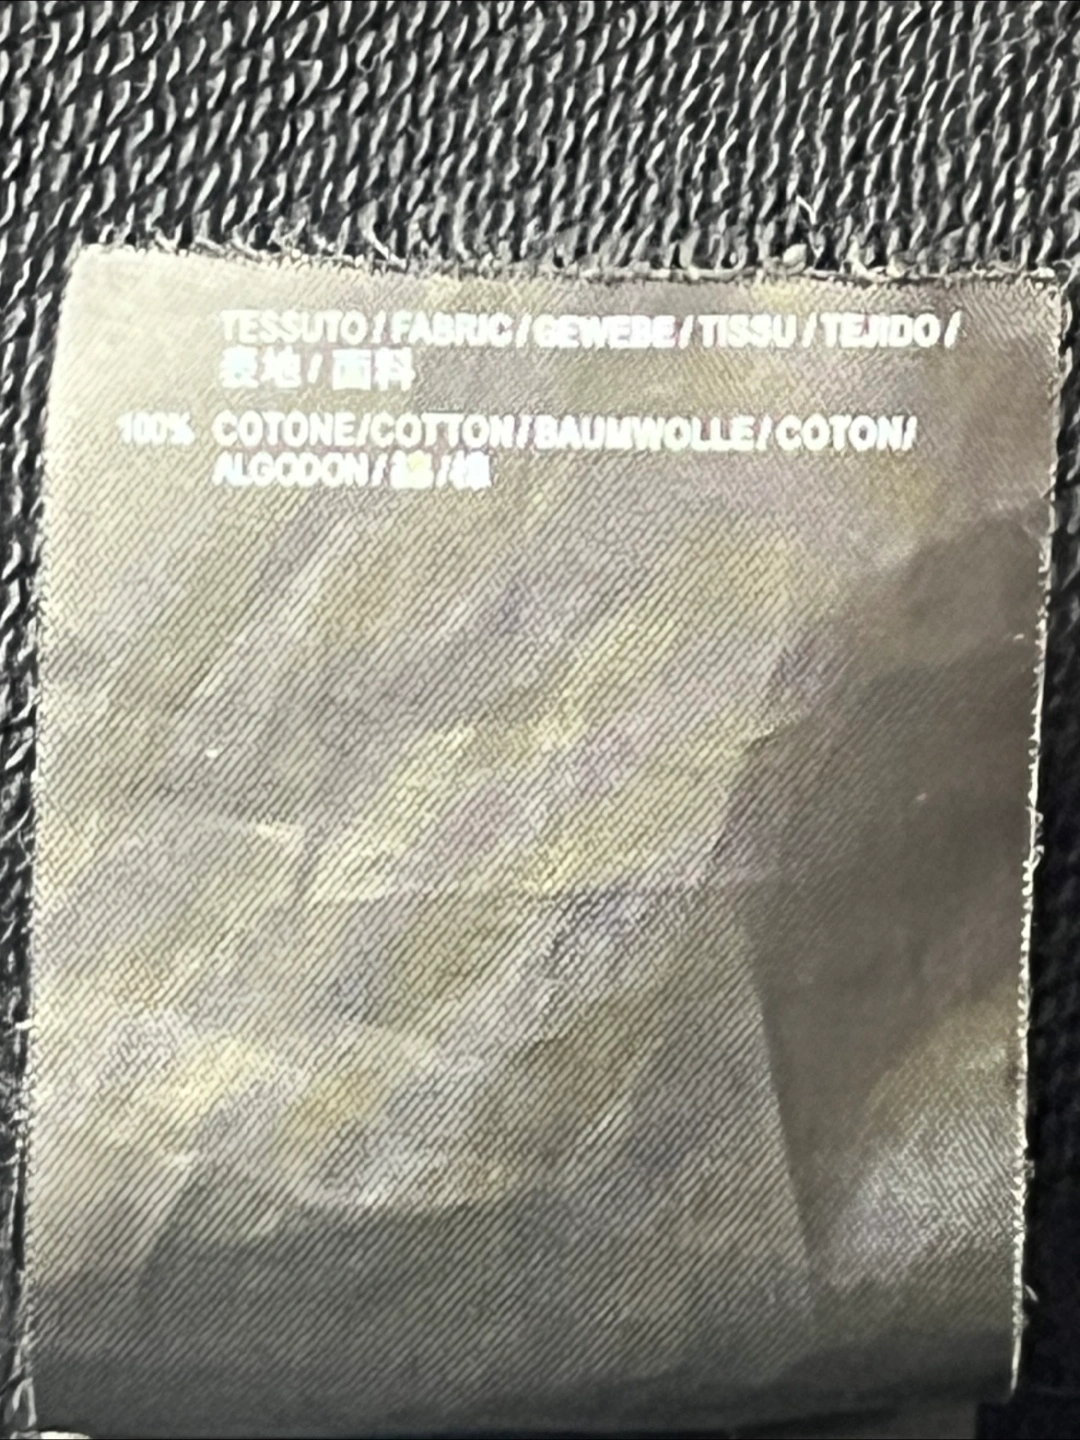 TESSUTO / FABRIC / GEWEBE / TISSU / TEJIDO /
表地 / 面料
100% COTONE/COTTON/BAUMWOLLE/COTON/
ALGODON / 綿 / 棉